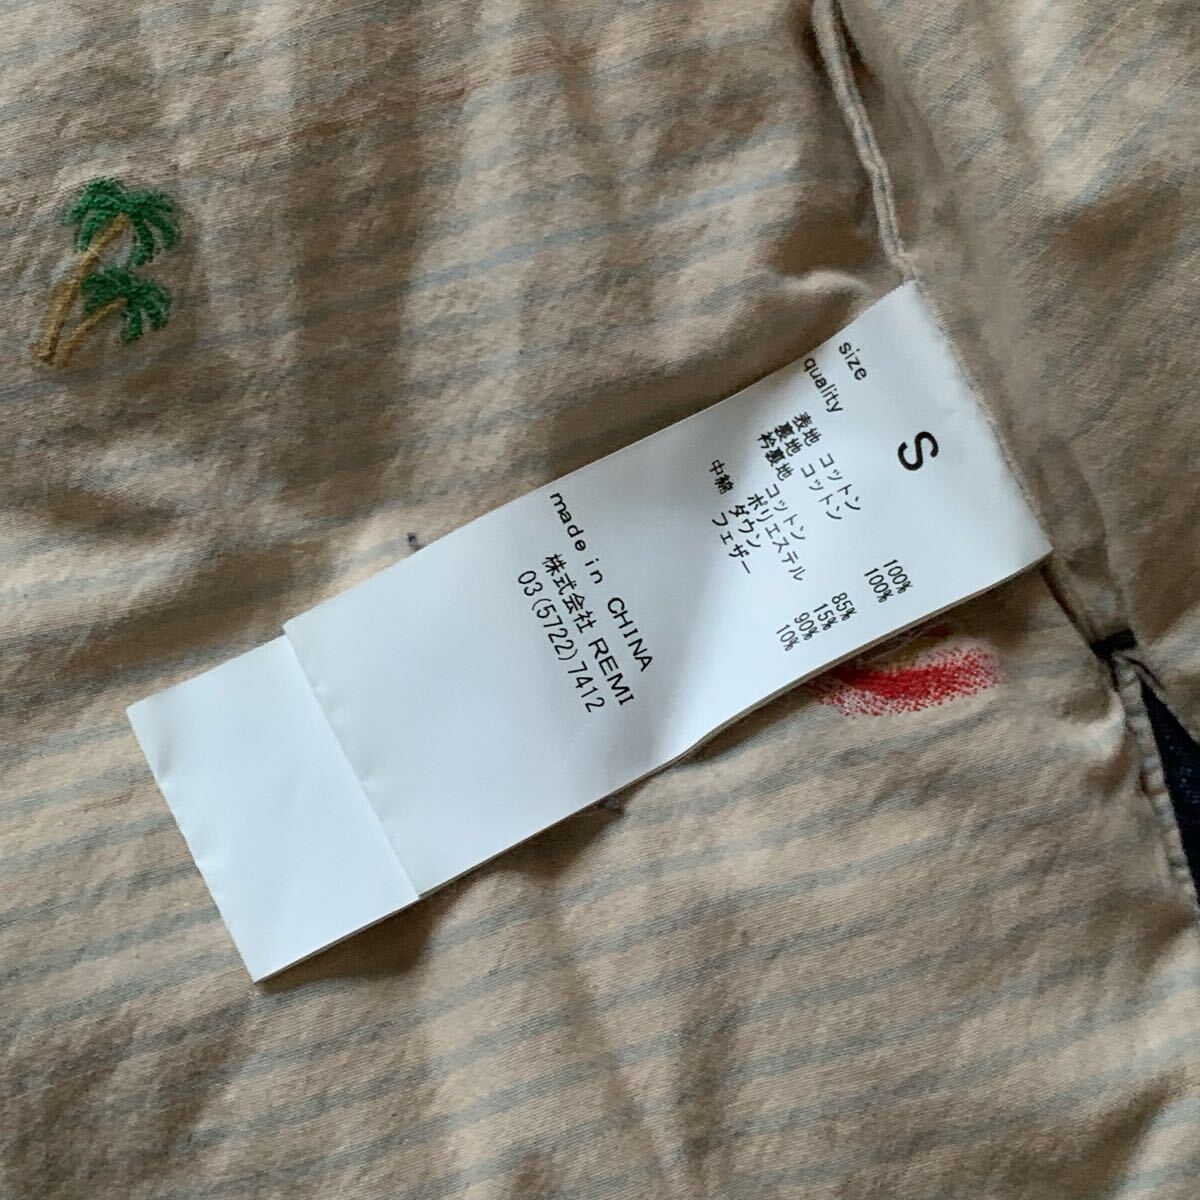 size S
quality
表地 コットン 100%
裏地 コットン 100%
衿裏地 コットン 85%
ポリエステル 15%
中綿 ダウン 90%
フェザー 10%
made in CHINA
株式会社 REMI
03(5722)7412